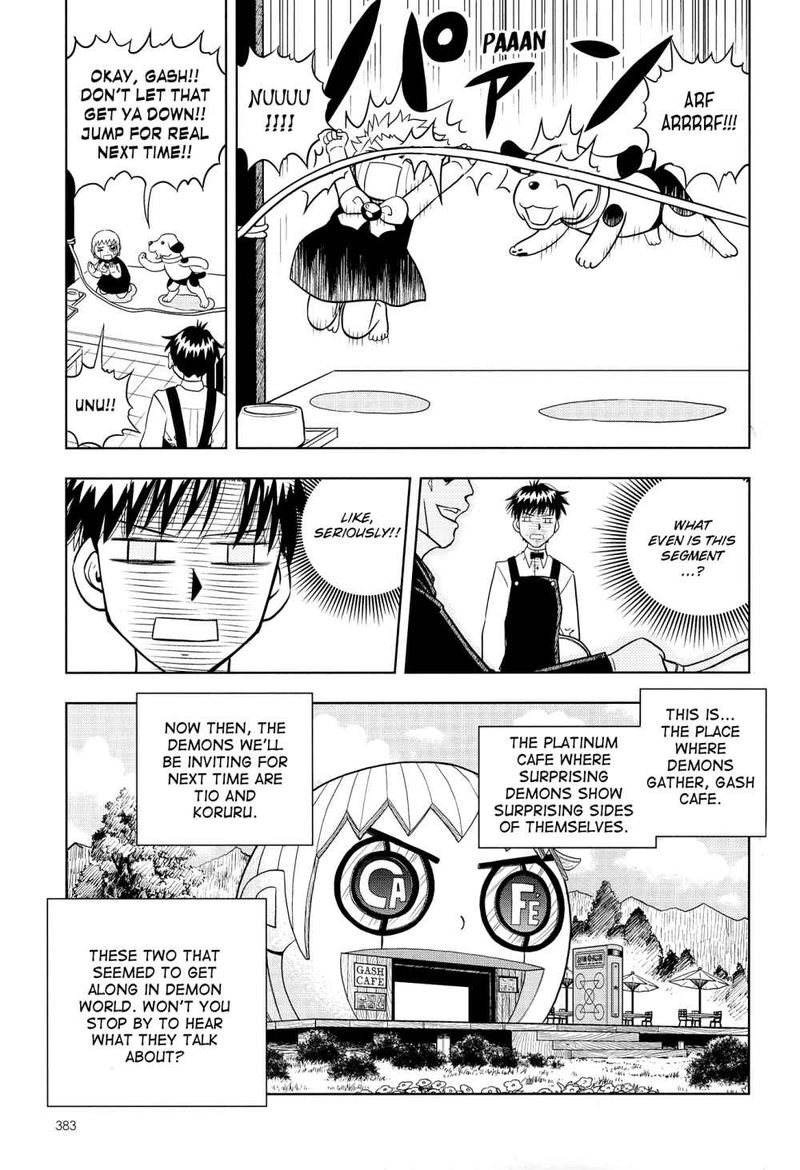 パァン
PAAAN
ARF
ARRRRF!!!
NUUUU
!!!!
OKAY, GASH!!
DON'T LET THAT
GET YA DOWN!!
JUMP FOR REAL
NEXT TIME!!
UNU!!
WHAT
EVEN IS THIS
SEGMENT
...?
LIKE,
SERIOUSLY!!
THIS IS...
THE PLACE
WHERE
DEMONS
GATHER, GASH
CAFE.
THE PLATINUM
CAFE WHERE
SURPRISING
DEMONS SHOW
SURPRISING SIDES
OF THEMSELVES.
NOW THEN, THE
DEMONS WE'LL
BE INVITING FOR
NEXT TIME ARE
TIO AND
KORURU.
CA
FE
GASH
CAFE
THESE TWO THAT
SEEMED TO GET
ALONG IN DEMON
WORLD. WON'T YOU
STOP BY TO HEAR
WHAT THEY TALK
ABOUT?
383